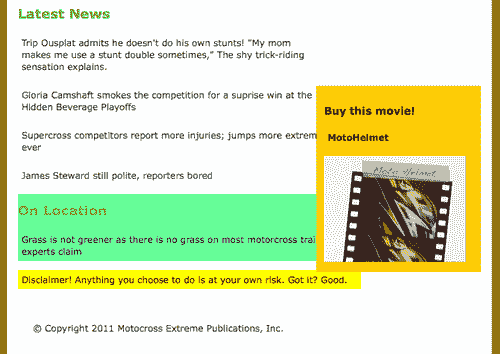 Latest News
Trip Ousplat admits he doesn't do his own stunts! "My mom
makes me use a stunt double sometimes," The shy trick-riding
sensation explains.
Gloria Camshaft smokes the competition for a suprise win at the
Hidden Beverage Playoffs
Supercross competitors report more injuries; jumps more extrem
ever
James Steward still polite, reporters bored
On Location
Grass is not greener as there is no grass on most motorcross trai
experts claim
Disclaimer! Anything you choose to do is at your own risk. Got it? Good.
Buy this movie!
MotoHelmet
Moto Helmet
© Copyright 2011 Motocross Extreme Publications, Inc.